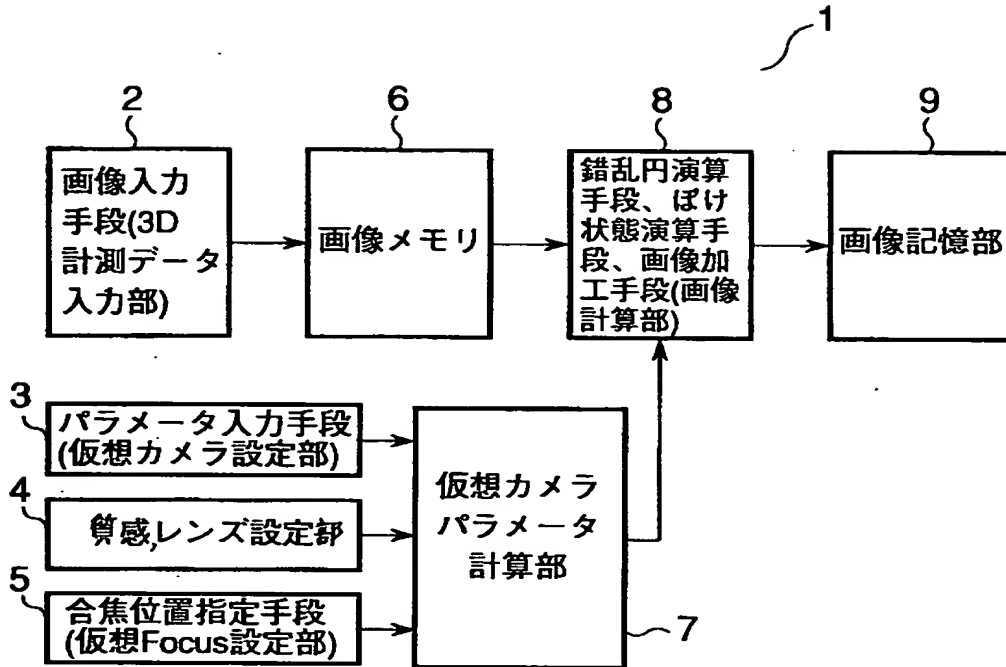 1
2
6
8
9
画像入力
手段(3D
計測データ
入力部)
画像メモリ
錯乱円演算
手段、ぼけ
状態演算手
段、画像加
工手段(画像
計算部)
画像記憶部
3
パラメータ入力手段
(仮想カメラ設定部)
4
質感,レンズ設定部
5
合焦位置指定手段
(仮想Focus設定部)
仮想カメラ
パラメータ
計算部
7